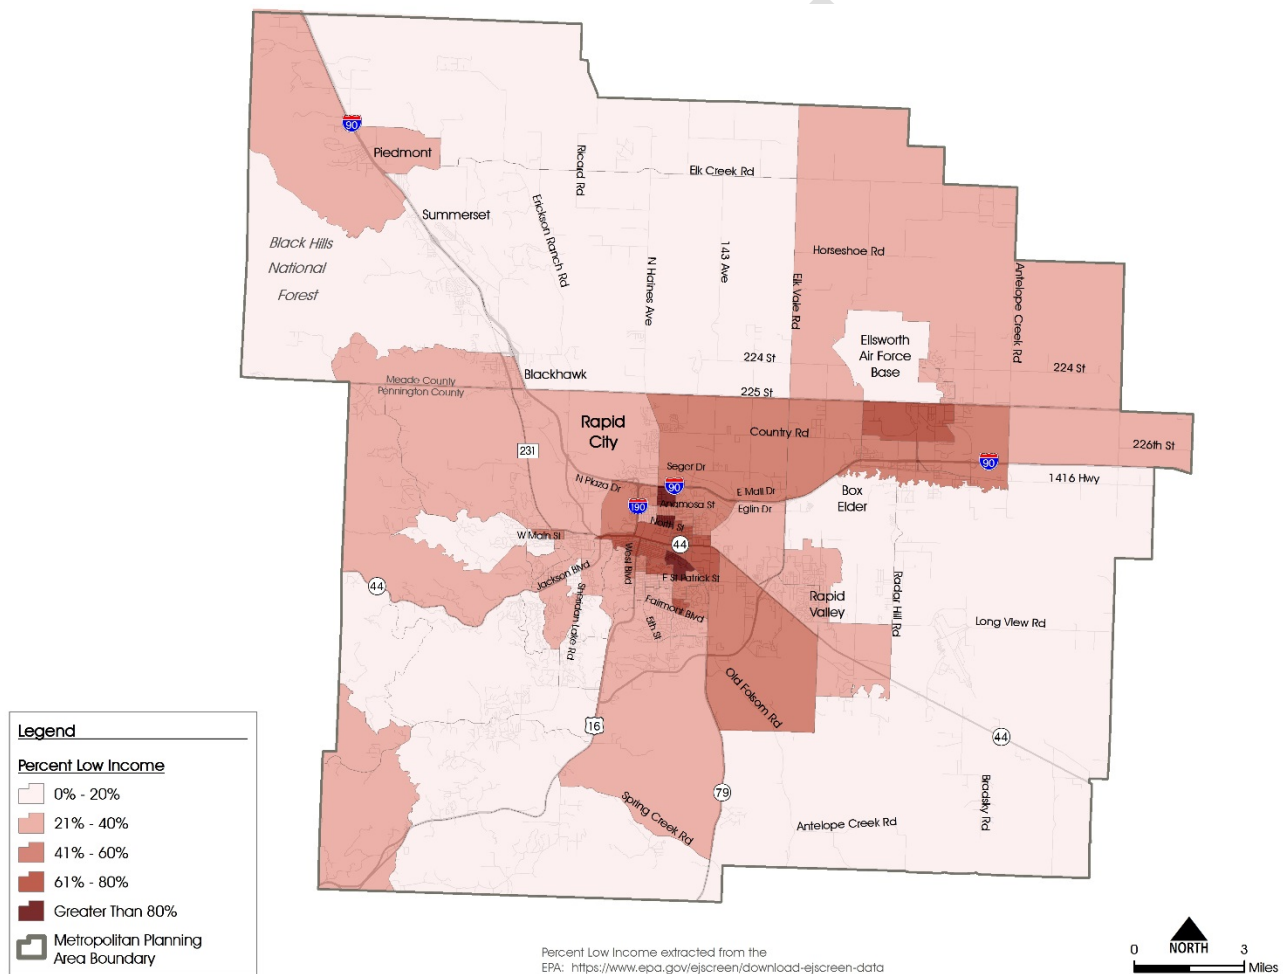 90
Piedmont
Ricard Rd
Elk Creek Rd
Summerset
Erickson Ranch Rd
Black Hills
National
Forest
N Haines Ave
143 Ave
Elk Vale Rd
Horseshoe Rd
Antelope Creek Rd
Ellsworth
Air Force
Base
224 St
224 St
Blackhawk
Meade County
Pennington County
225 St
Rapid
City
Country Rd
226th St
231
Seger Dr
90
1416 Hwy
N Plaza Dr
90
E Mall Dr
Box
Elder
190
Anamosa St
Eglin Dr
North St
W Main St
44
West Blvd
Jackson Blvd
E St Patrick St
44
Sheridan Lake Rd
Fairmont Blvd
5th St
Rapid
Valley
Radar Hill Rd
Long View Rd
Old Folsom Rd
16
44
79
Spring Creek Rd
Antelope Creek Rd
Bradsky Rd
Legend
Percent Low Income
0% - 20%
21% - 40%
41% - 60%
61% - 80%
Greater Than 80%
Metropolitan Planning
Area Boundary
Percent Low Income extracted from the
EPA: https://www.epa.gov/ejscreen/download-ejscreen-data
NORTH
0 3
Miles